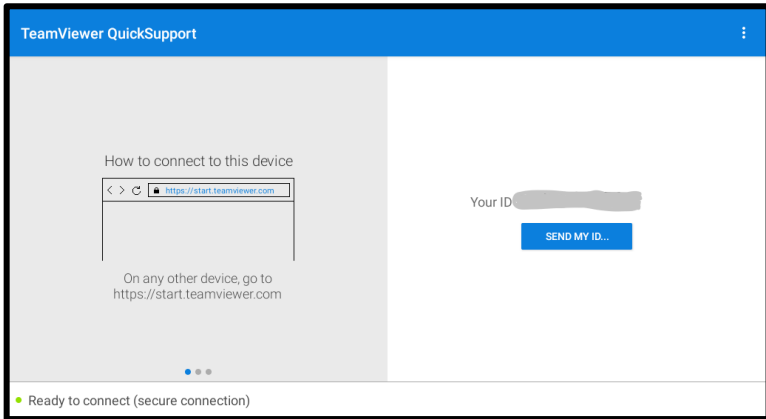 TeamViewer QuickSupport
How to connect to this device
https://start.teamviewer.com
On any other device, go to
https://start.teamviewer.com
Your ID
SEND MY ID...
Ready to connect (secure connection)